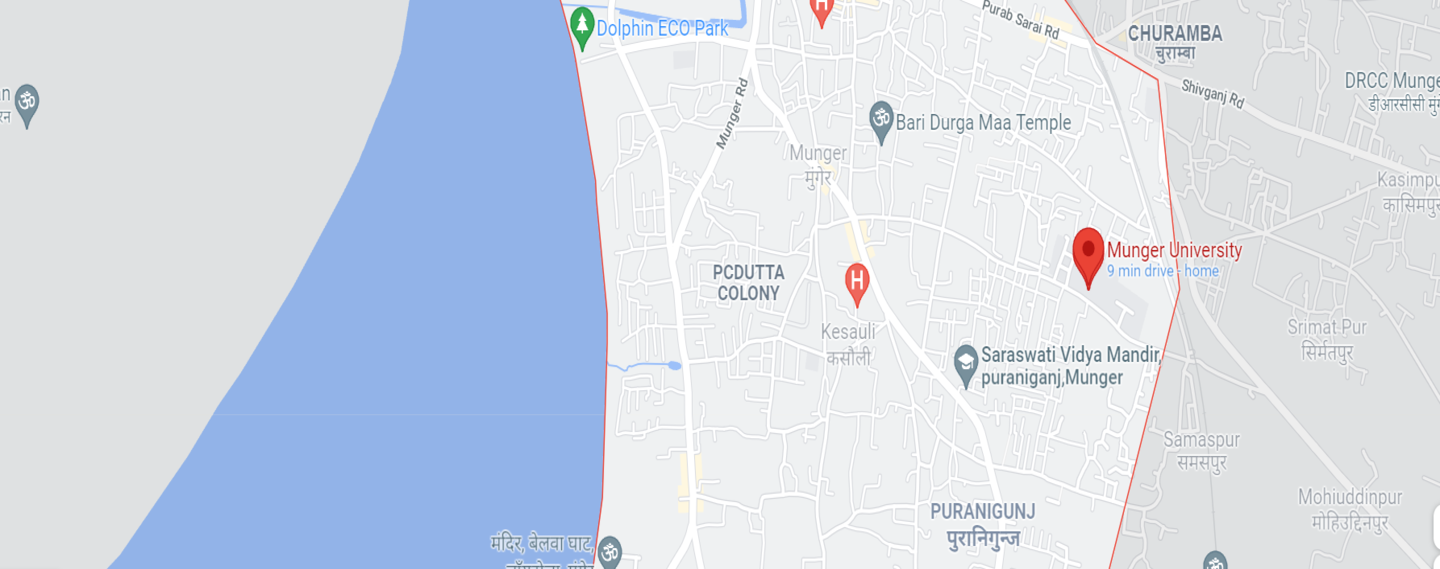 Dolphin ECO Park
H
Purab Sarai Rd
CHURAMBA
चुराम्बा
Shivganj Rd
DRCC Munge
डीआरसीसी मुंगे
Munger Rd
Bari Durga Maa Temple
Munger
मुंगेर
Kasimpu
कासिमपुर
PCDUTTA
COLONY
H
Munger University
9 min drive - home
Kesauli
कसौली
Srimat Pur
सिर्मतपुर
Saraswati Vidya Mandir,
puraniganj,Munger
Samaspur
समसपुर
Mohiuddinpur
मोहिउद्दिनपुर
PURANIGUNJ
पुरानिगुन्ज
मंदिर, बेलवा घाट,